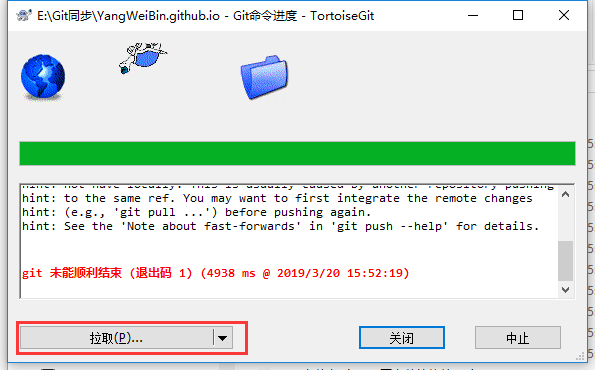 E:\Git同步\YangWeiBin.github.io - Git命令进度 - TortoiseGit
hint: not have locally. This is usually caused by another repository pushing
hint: to the same ref. You may want to first integrate the remote changes
hint: (e.g., 'git pull ...') before pushing again.
hint: See the 'Note about fast-forwards' in 'git push --help' for details.
git 未能顺利结束 (退出码 1) (4938 ms @ 2019/3/20 15:52:19)
拉取(P)...
关闭
中止